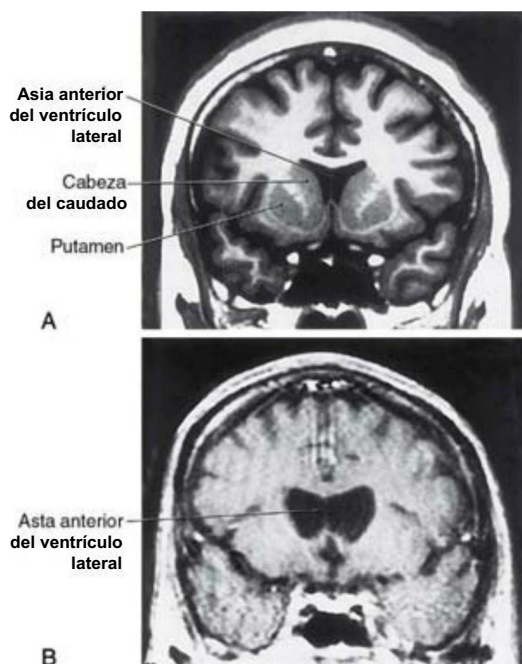 Asia anterior
del ventrículo
lateral
Cabeza
del caudado
Putamen
A
Asta anterior
del ventrículo
lateral
B